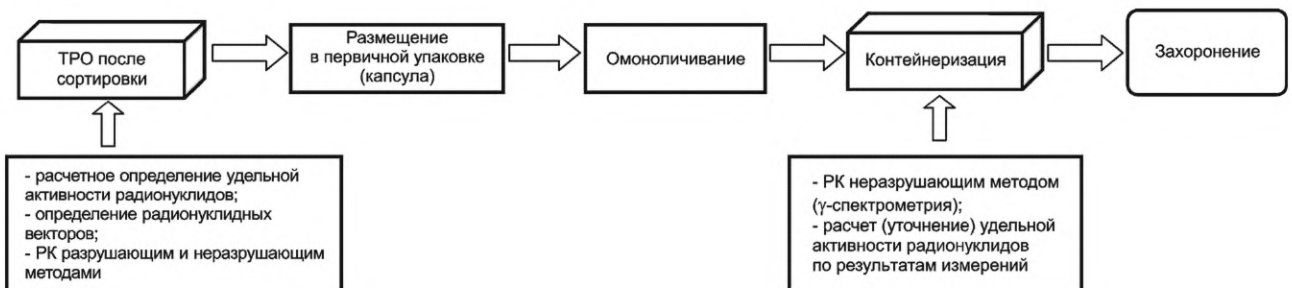 ТРО после
сортировки
Размещение
в первичной упаковке
(капсула)
Омоноличивание
Контейнеризация
Захоронение
- расчетное определение удельной
активности радионуклидов;
- определение радионуклидных
векторов;
- РК разрушающим и неразрушающим
методами
- РК неразрушающим методом
(γ-спектрометрия);
- расчет (уточнение) удельной
активности радионуклидов
по результатам измерений